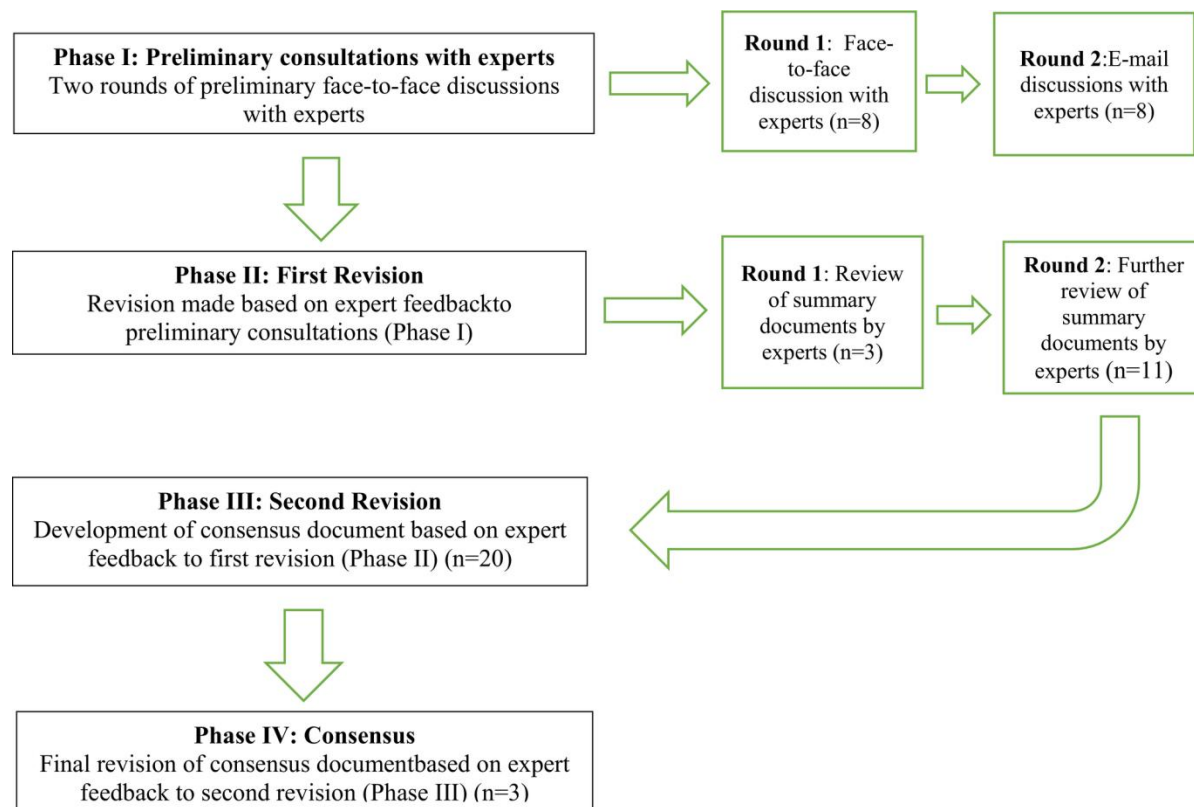 Phase I: Preliminary consultations with experts
Two rounds of preliminary face-to-face discussions
with experts
Round 1: Face-
to-face
discussion with
experts (n=8)
Round 2:E-mail
discussions with
experts (n=8)
Phase II: First Revision
Revision made based on expert feedbackto
preliminary consultations (Phase I)
Round 1: Review
of summary
documents by
experts (n=3)
Round 2: Further
review of
summary
documents by
experts (n=11)
Phase III: Second Revision
Development of consensus document based on expert
feedback to first revision (Phase II) (n=20)
Phase IV: Consensus
Final revision of consensus documentbased on expert
feedback to second revision (Phase III) (n=3)